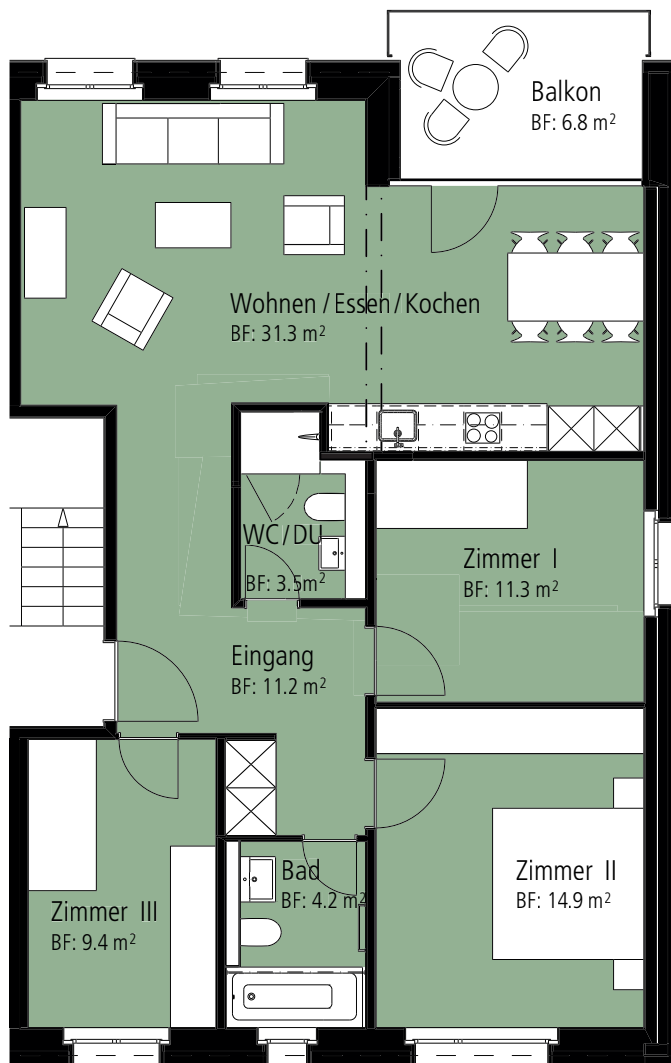 Balkon
BF: 6.8 m²
Wohnen / Essen / Kochen
BF: 31.3 m²
WC / DU
BF: 3.5m²
Zimmer I
BF: 11.3 m²
Eingang
BF: 11.2 m²
Zimmer III
BF: 9.4 m²
Bad
BF: 4.2 m²
Zimmer II
BF: 14.9 m²